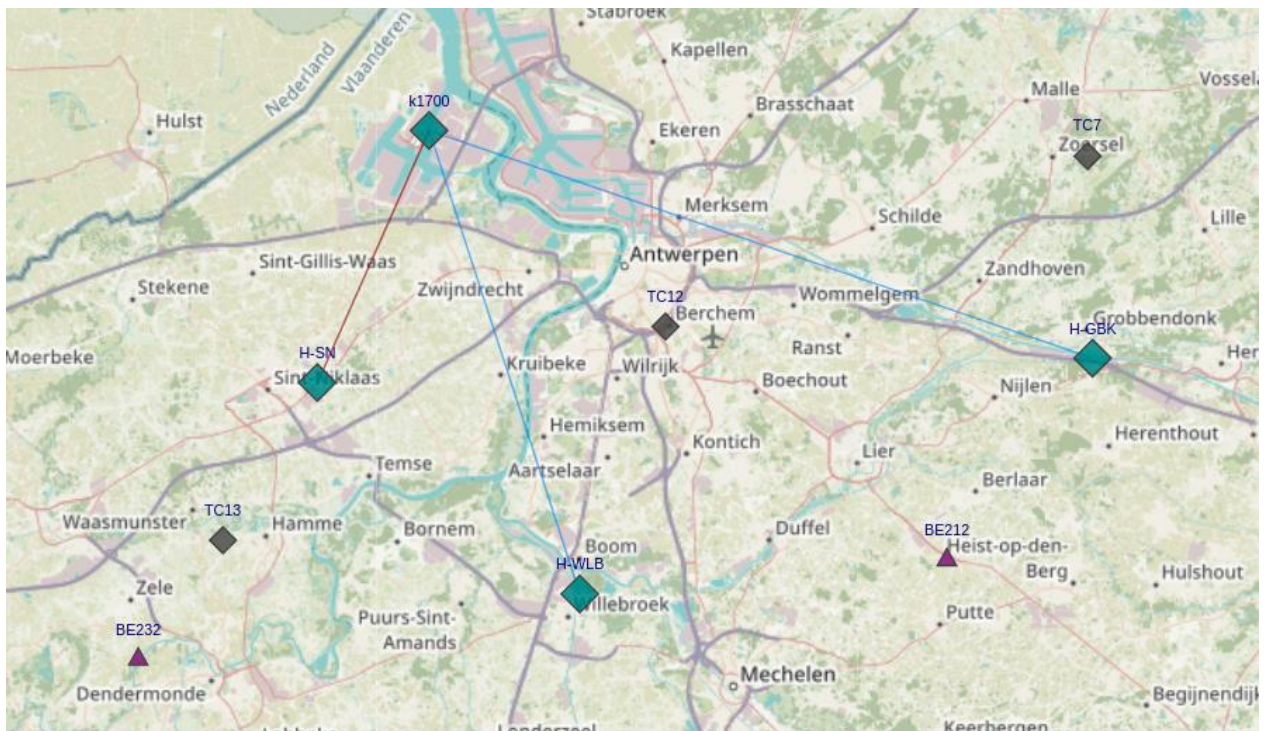 Stabroek
Kapellen
Nederland
Vlaanderen
k1700
Malle
Brasschaat
Hulst
Ekeren
TC7
Zoersel
Merksem
Schilde
Lille
Antwerpen
Sint-Gillis-Waas
Zandhoven
Stekene
Zwijndrecht
TC12
Wommelgem
Berchem
Grobbendonk
H-GBK
Moerbeke
H-SN
Ranst
Kruibeke
Wilrijk
Sint-Niklaas
Boechout
Nijlen
Hemiksem
Herenthout
Kontich
Lier
Temse
Aartselaar
Berlaar
TC13
Waasmunster
Hamme
Bornem
Duffel
BE212
Boom
Heist-op-den-
Berg
H-WLB
Hulshout
Zele
Willebroek
Puurs-Sint-
Amands
Putte
BE232
Mechelen
Dendermonde
Keerbergen